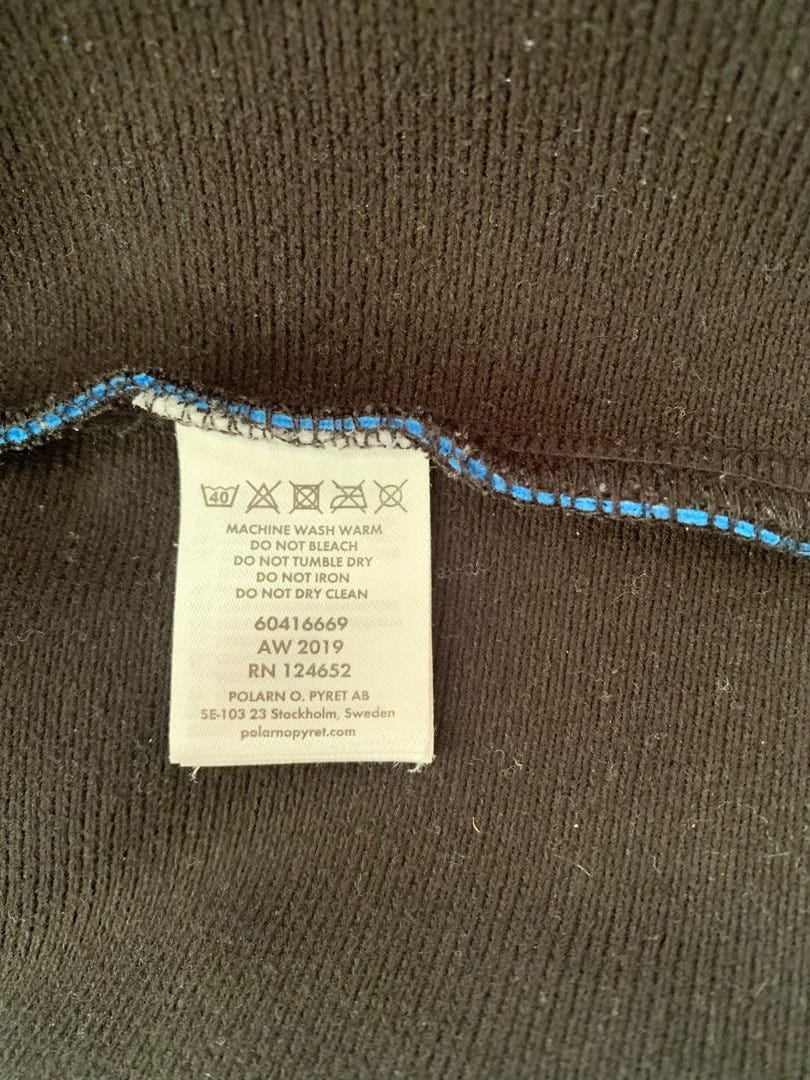 40
MACHINE WASH WARM
DO NOT BLEACH
DO NOT TUMBLE DRY
DO NOT IRON
DO NOT DRY CLEAN
60416669
AW 2019
RN 124652
POLARN O. PYRET AB
SE-103 23 Stockholm, Sweden
polarnopyret.com